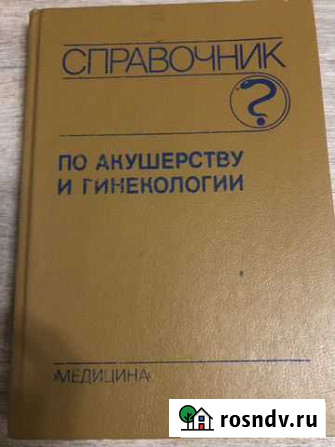 СПРАВОЧНИК
?
ПО АКУШЕРСТВУ
И ГИНЕКОЛОГИИ
«МЕДИЦИНА»
rosndv.ru